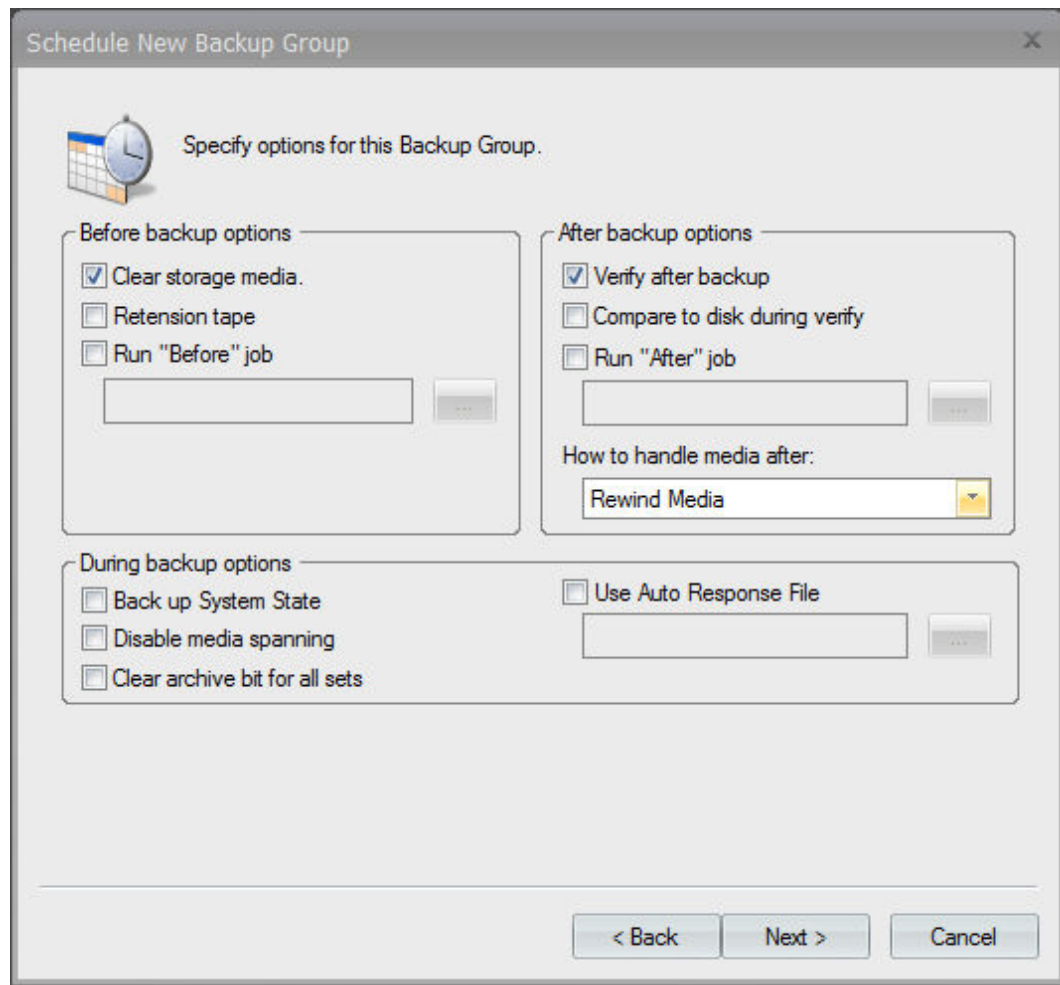 Schedule New Backup Group
Specify options for this Backup Group.
Before backup options
Clear storage media.
Retension tape
Run "Before" job
...
After backup options
Verify after backup
Compare to disk during verify
Run "After" job
...
How to handle media after:
Rewind Media
During backup options
Back up System State
Disable media spanning
Clear archive bit for all sets
Use Auto Response File
...
< Back
Next >
Cancel